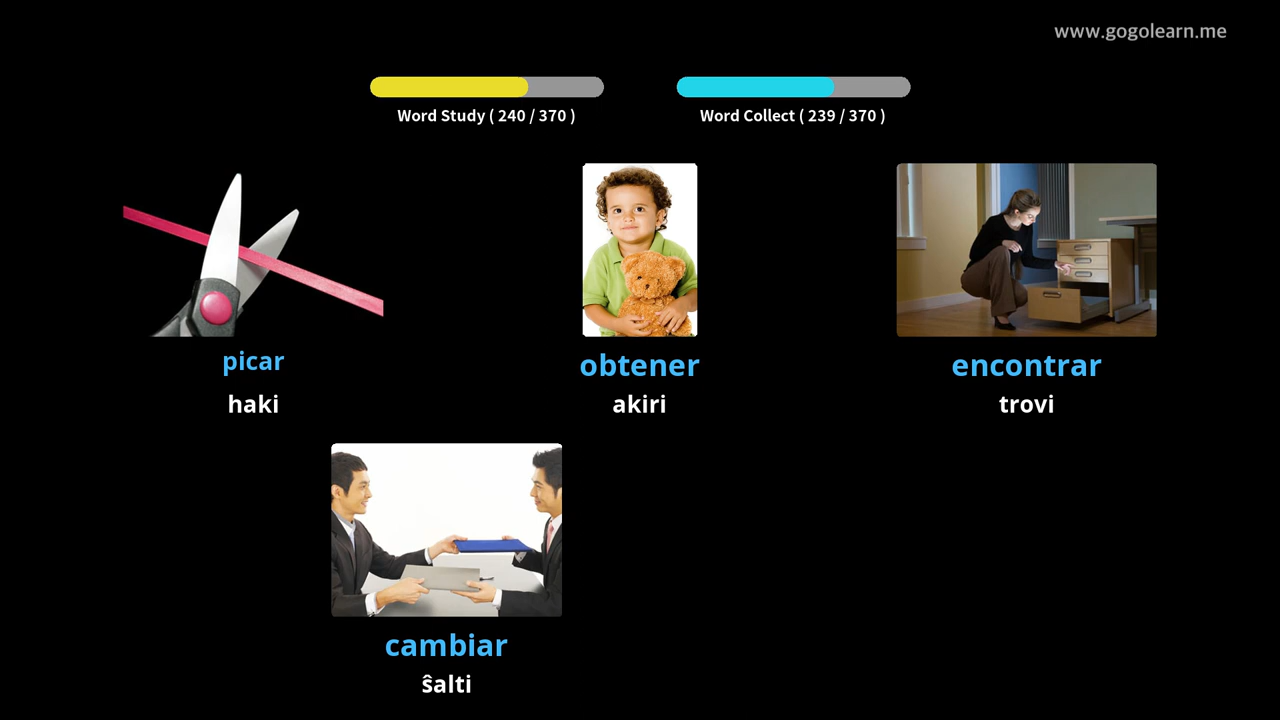 www.gogolearn.me
Word Study ( 240 / 370 )
Word Collect ( 239 / 370 )
picar
haki
obtener
akiri
encontrar
trovi
cambiar
ŝalti